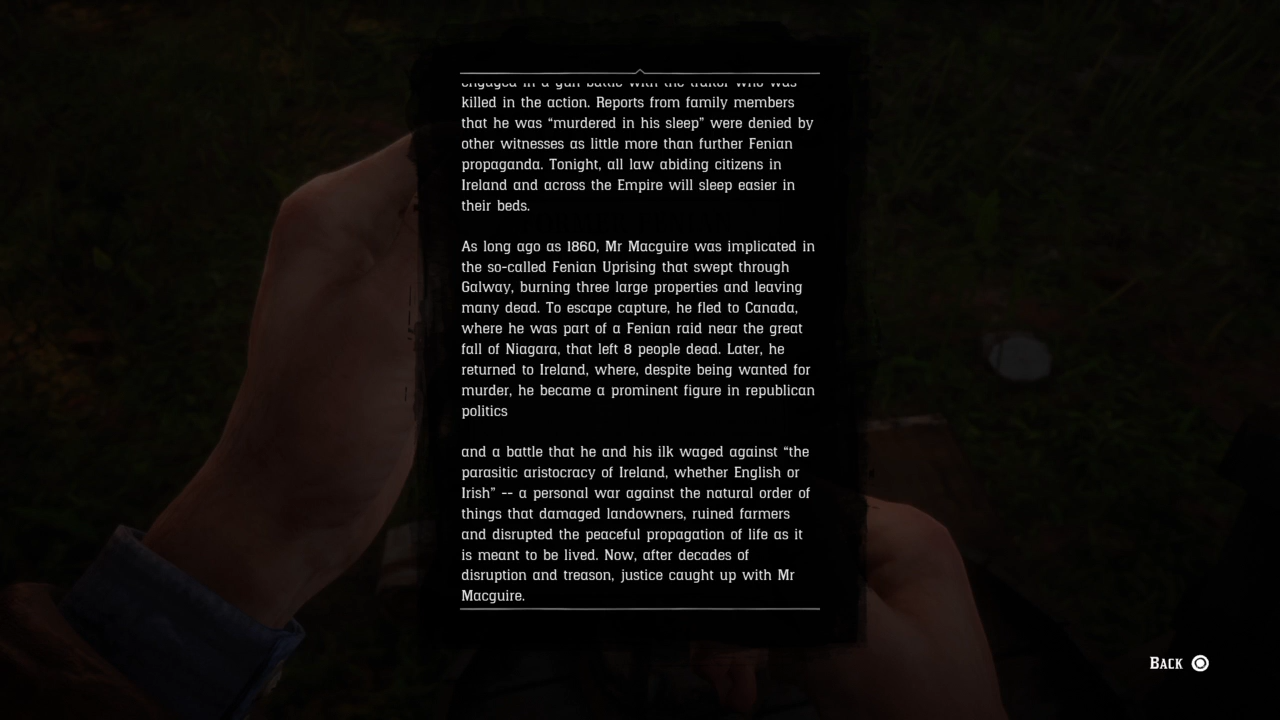 engaged in a gun battle with the traitor who was
killed in the action. Reports from family members
that he was “murdered in his sleep” were denied by
other witnesses as little more than further Fenian
propaganda. Tonight, all law abiding citizens in
Ireland and across the Empire will sleep easier in
their beds.
As long ago as 1860, Mr Macguire was implicated in
the so-called Fenian Uprising that swept through
Galway, burning three large properties and leaving
many dead. To escape capture, he fled to Canada,
where he was part of a Fenian raid near the great
fall of Niagara, that left 8 people dead. Later, he
returned to Ireland, where, despite being wanted for
murder, he became a prominent figure in republican
politics
and a battle that he and his ilk waged against “the
parasitic aristocracy of Ireland, whether English or
Irish” -- a personal war against the natural order of
things that damaged landowners, ruined farmers
and disrupted the peaceful propagation of life as it
is meant to be lived. Now, after decades of
disruption and treason, justice caught up with Mr
Macguire.
Back